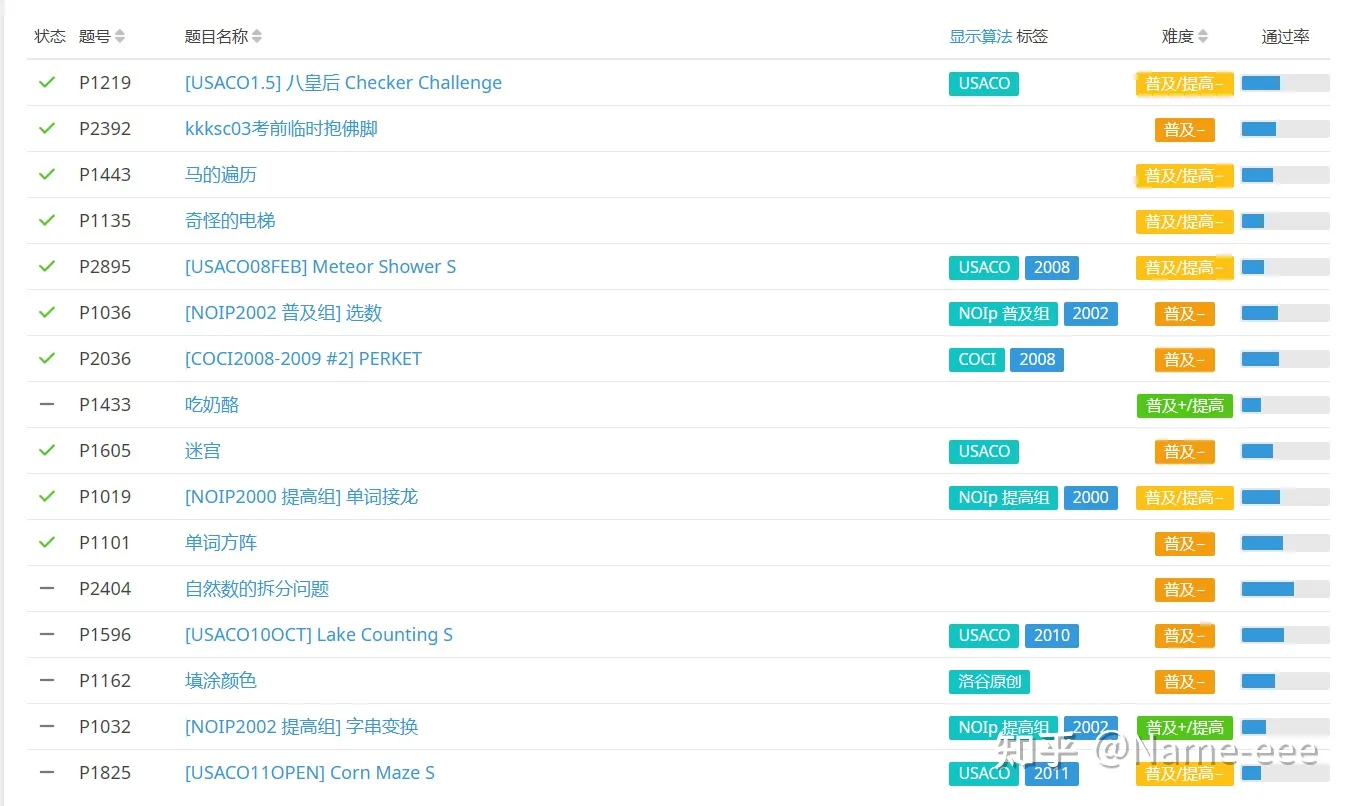 状态 题号 题目名称 显示算法 标签 难度 通过率
P1219 [USACO1.5] 八皇后 Checker Challenge USACO 普及/提高−
P2392 kkksc03考前临时抱佛脚 普及−
P1443 马的遍历 普及/提高−
P1135 奇怪的电梯 普及/提高−
P2895 [USACO08FEB] Meteor Shower S USACO 2008 普及/提高−
P1036 [NOIP2002 普及组] 选数 NOIp 普及组 2002 普及−
P2036 [COCI2008-2009 #2] PERKET COCI 2008 普及−
P1433 吃奶酪 普及+/提高
P1605 迷宫 USACO 普及−
P1019 [NOIP2000 提高组] 单词接龙 NOIp 提高组 2000 普及/提高−
P1101 单词方阵 普及−
P2404 自然数的拆分问题 普及−
P1596 [USACO10OCT] Lake Counting S USACO 2010 普及−
P1162 填涂颜色 洛谷原创 普及−
P1032 [NOIP2002 提高组] 字串变换 NOIp 提高组 2002 普及+/提高
知乎 @Name-eee
P1825 [USACO11OPEN] Corn Maze S USACO 2011 普及/提高−